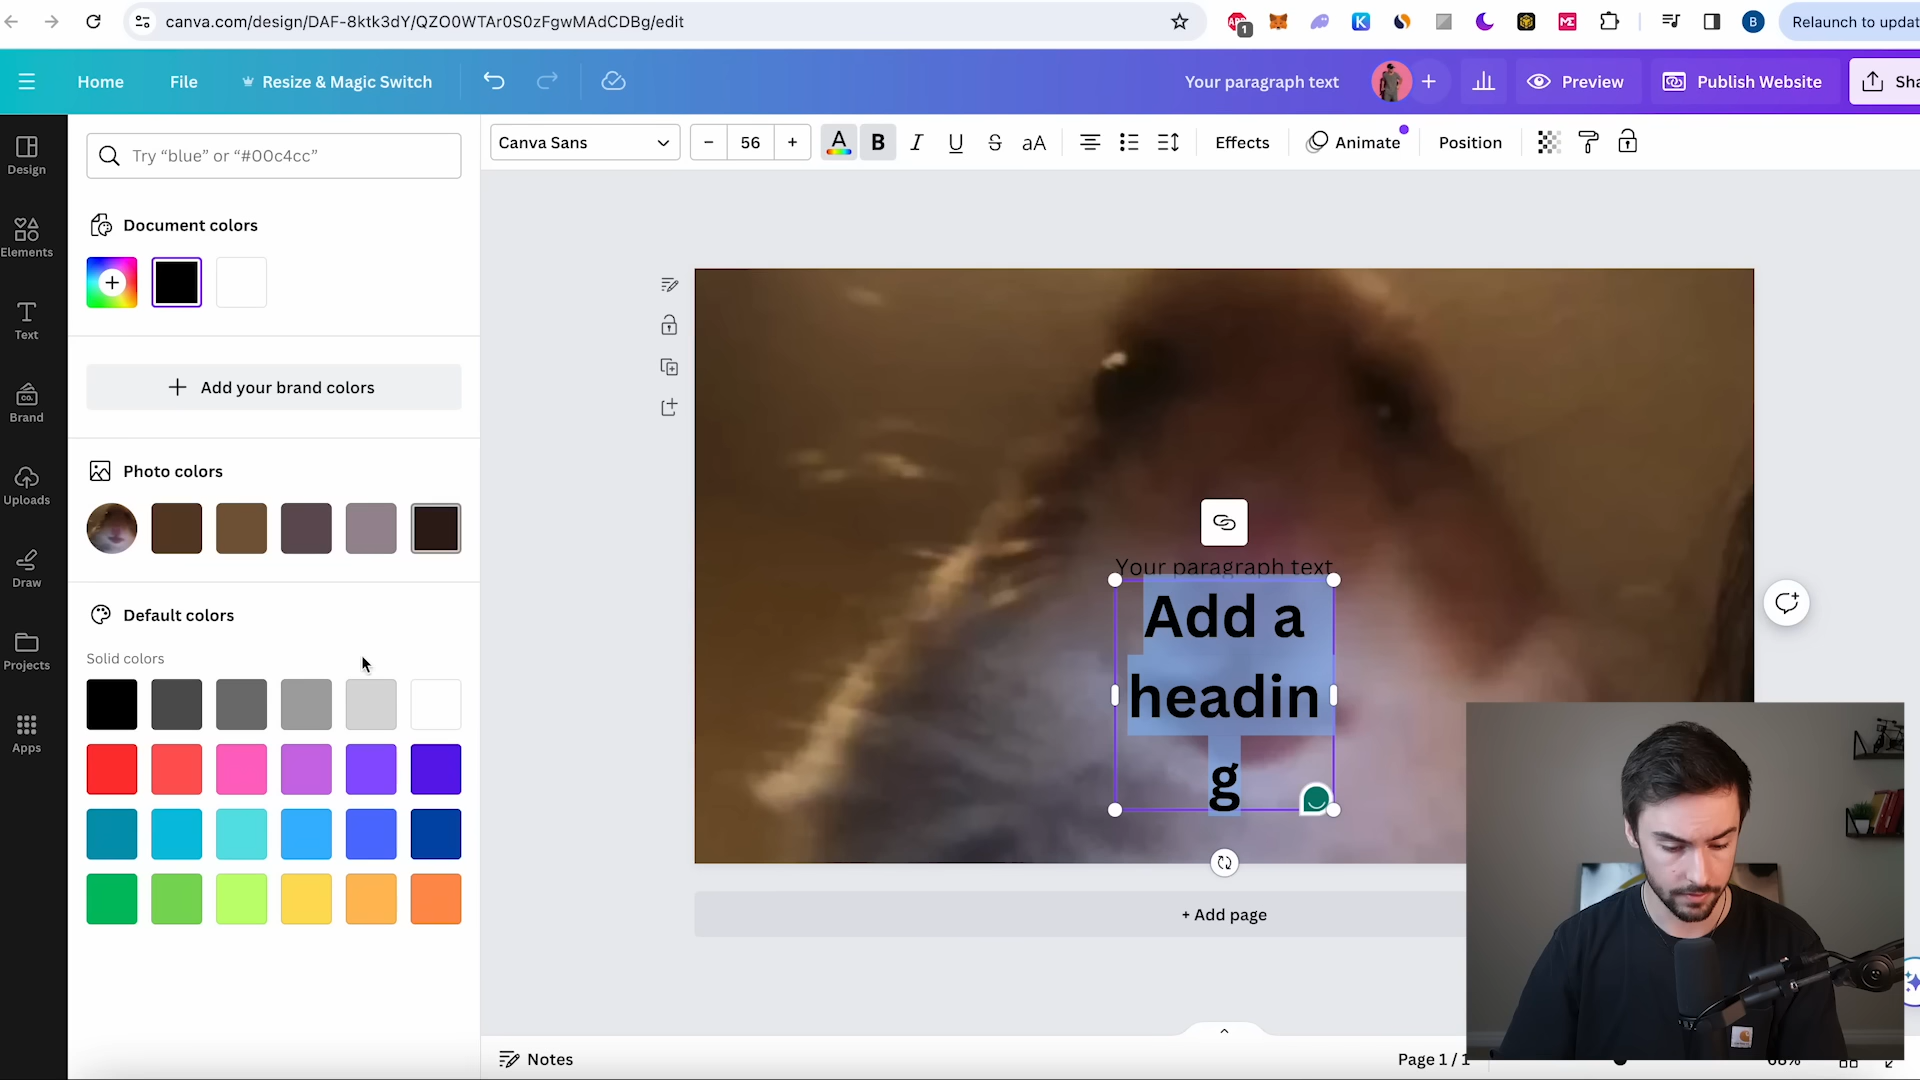 canva.com/design/DAF-8ktk3dY/QZO0WTAr0S0zFgwMAdCDBg/edit
1
B
Relaunch to updat
Home
File
Resize & Magic Switch
Your paragraph text
Preview
Publish Website
Sha
Canva Sans
56
A
B
I
U
S
aA
Effects
Animate
Position
Design
Elements
Text
Brand
Uploads
Draw
Projects
Apps
Try “blue” or “#00c4cc”
Document colors
Add your brand colors
Photo colors
Default colors
Solid colors
Your paragraph text
Add a
headin
g
+ Add page
Notes
Page 1 / 1